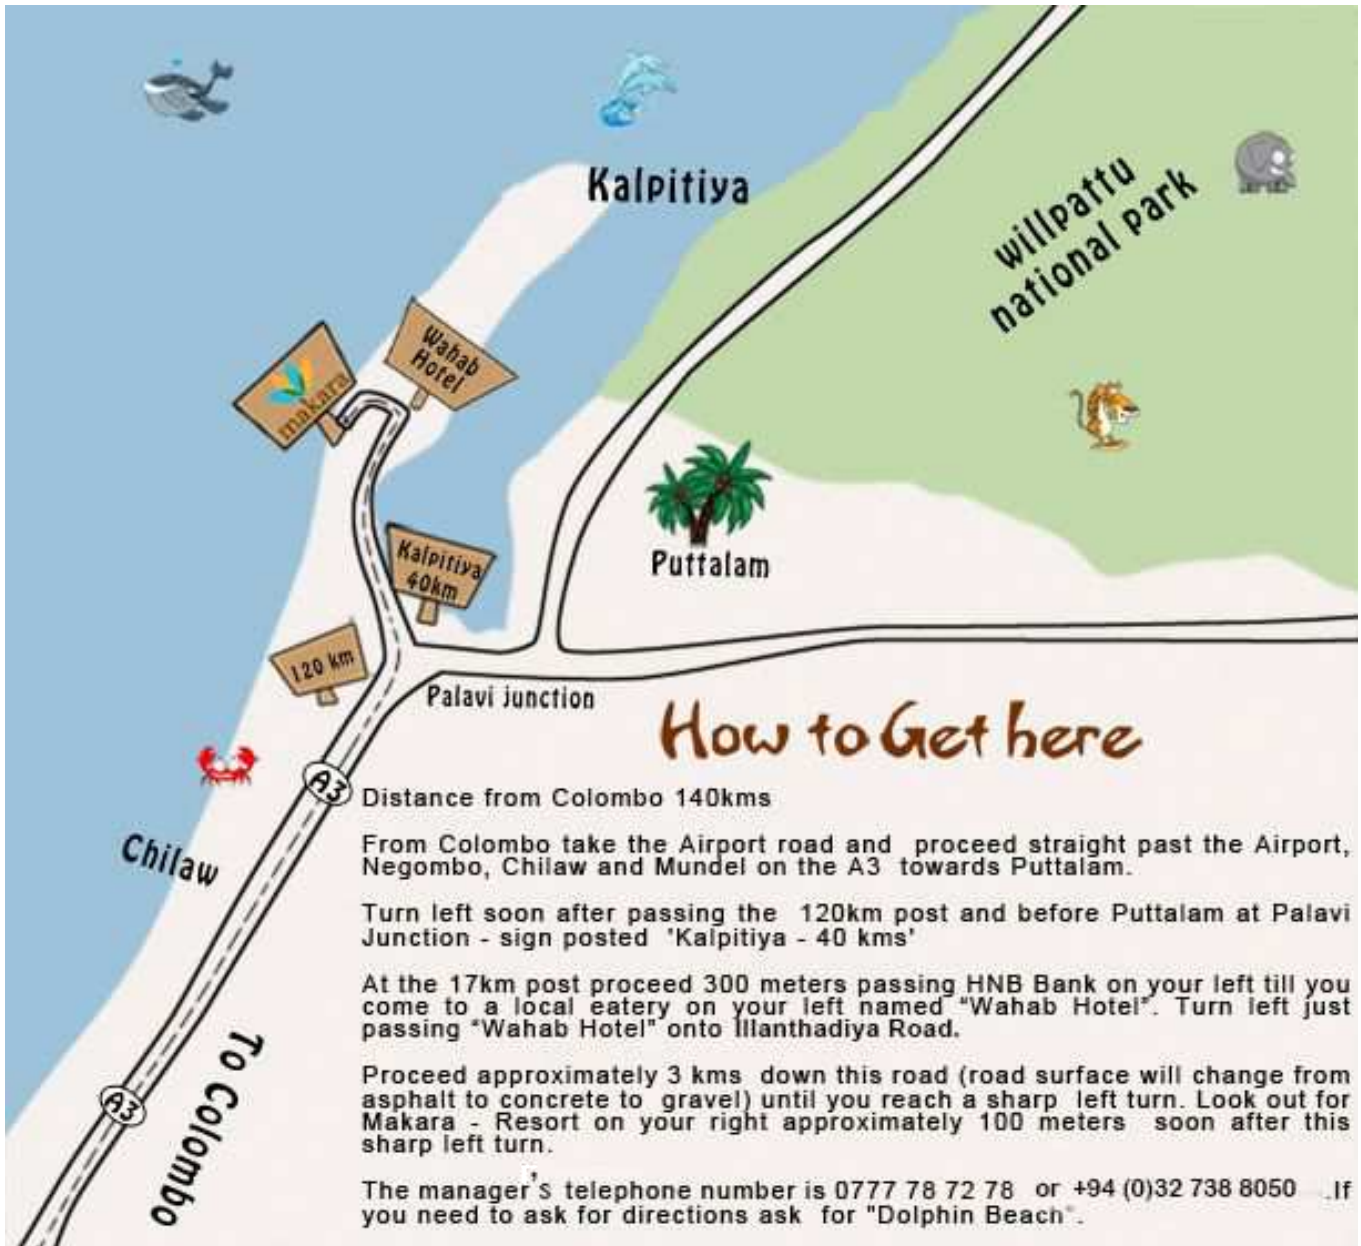 Kalpitiya
willpattu
national park
Wahab
Hotel
makara
Kalpitiya
40km
Puttalam
120 km
Palavi junction
How to Get here
A3
Chilaw
A3
To Colombo
Distance from Colombo 140kms
From Colombo take the Airport road and proceed straight past the Airport,
Negombo, Chilaw and Mundel on the A3 towards Puttalam.
Turn left soon after passing the 120km post and before Puttalam at Palavi
Junction - sign posted 'Kalpitiya - 40 kms'
At the 17km post proceed 300 meters passing HNB Bank on your left till you
come to a local eatery on your left named "Wahab Hotel". Turn left just
passing "Wahab Hotel" onto Illanthadiya Road.
Proceed approximately 3 kms down this road (road surface will change from
asphalt to concrete to gravel) until you reach a sharp left turn. Look out for
Makara - Resort on your right approximately 100 meters soon after this
sharp left turn.
The manager's telephone number is 0777 78 72 78 or +94 (0)32 738 8050 .If
you need to ask for directions ask for "Dolphin Beach".